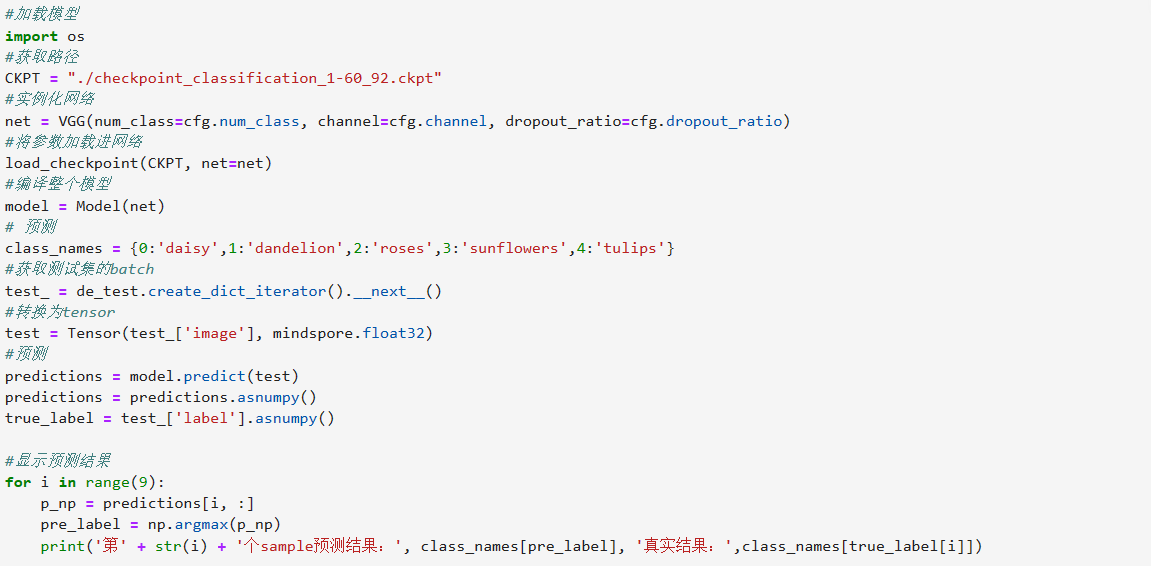 #加载模型
import os
#获取路径
CKPT = "./checkpoint_classification_1-60_92.ckpt"
#实例化网络
net = VGG(num_class=cfg.num_class, channel=cfg.channel, dropout_ratio=cfg.dropout_ratio)
#将参数加载进网络
load_checkpoint(CKPT, net=net)
#编译整个模型
model = Model(net)
# 预测
class_names = {0:'daisy',1:'dandelion',2:'roses',3:'sunflowers',4:'tulips'}
#获取测试集的batch
test_ = de_test.create_dict_iterator().__next__()
#转换为tensor
test = Tensor(test_['image'], mindspore.float32)
#预测
predictions = model.predict(test)
predictions = predictions.asnumpy()
true_label = test_['label'].asnumpy()
#显示预测结果
for i in range(9):
    p_np = predictions[i, :]
    pre_label = np.argmax(p_np)
    print('第' + str(i) + '个sample预测结果：', class_names[pre_label], '真实结果：',class_names[true_label[i]])